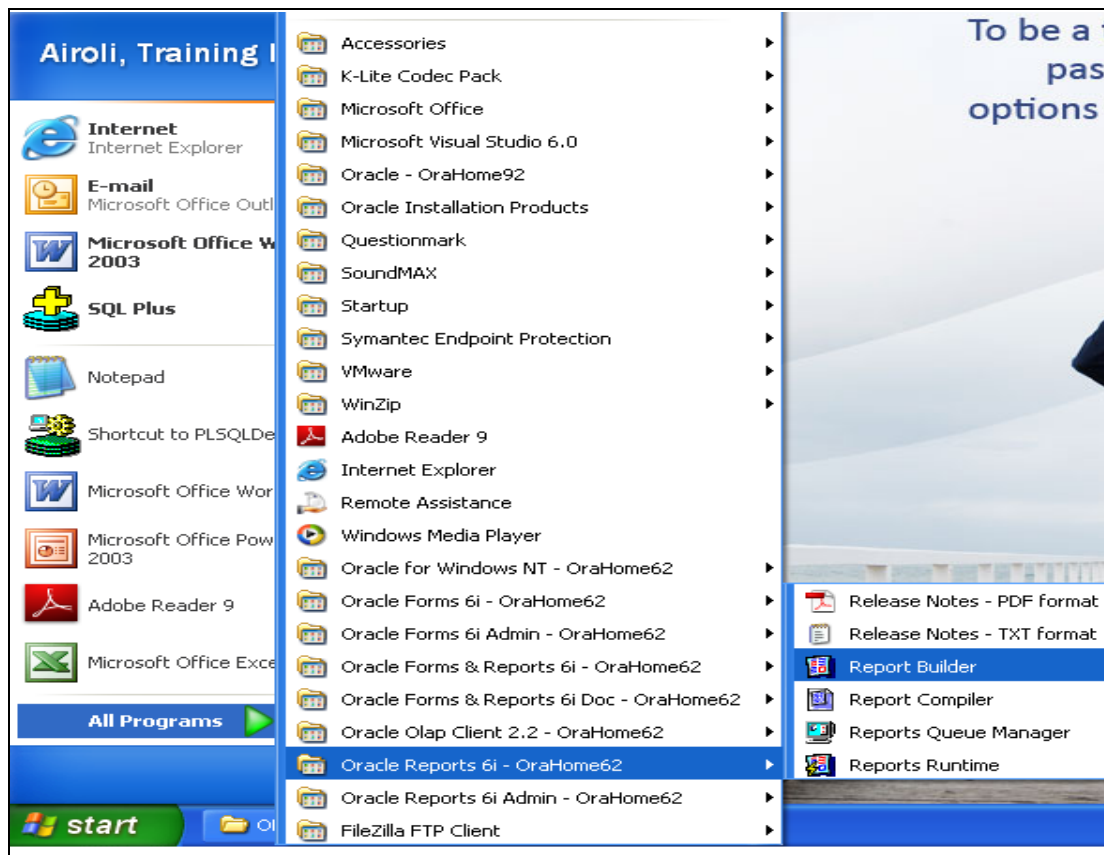 Airoli, Training
Internet
Internet Explorer
E-mail
Microsoft Office Outl
Microsoft Office W
2003
SQL Plus
Notepad
Shortcut to PLSQLDe
Microsoft Office Wor
Microsoft Office Pow
2003
Adobe Reader 9
Microsoft Office Exce
All Programs
start
Accessories
K-Lite Codec Pack
Microsoft Office
Microsoft Visual Studio 6.0
Oracle - OraHome92
Oracle Installation Products
Questionmark
SoundMAX
Startup
Symantec Endpoint Protection
VMware
WinZip
Adobe Reader 9
Internet Explorer
Remote Assistance
Windows Media Player
Oracle for Windows NT - OraHome62
Oracle Forms 6i - OraHome62
Oracle Forms 6i Admin - OraHome62
Oracle Forms & Reports 6i - OraHome62
Oracle Forms & Reports 6i Doc - OraHome62
Oracle Olap Client 2.2 - OraHome62
Oracle Reports 6i - OraHome62
Oracle Reports 6i Admin - OraHome62
FileZilla FTP Client
Release Notes - PDF format
Release Notes - TXT format
Report Builder
Report Compiler
Reports Queue Manager
Reports Runtime
To be a
pas
options